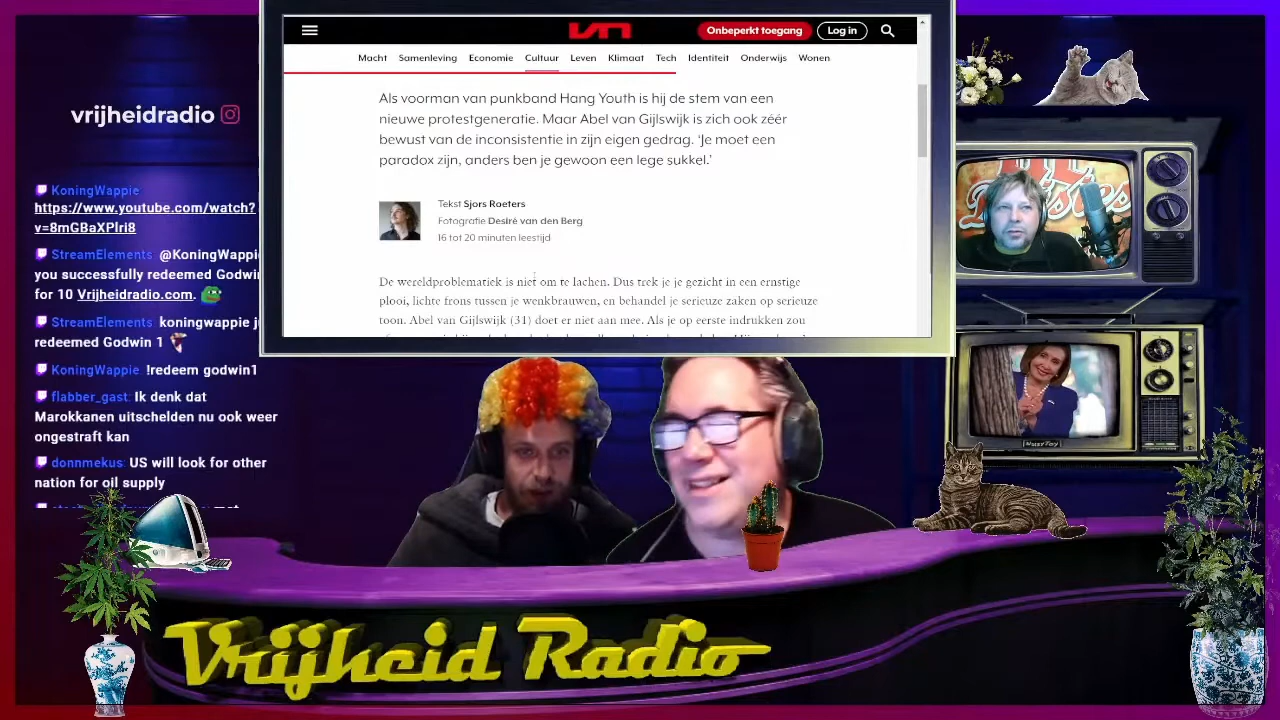 vn
Onbeperkt toegang
Log in
Macht Samenleving Economie Cultuur Leven Klimaat Tech Identiteit Onderwijs Wonen
Als voorman van punkband Hang Youth is hij de stem van een
nieuwe protestgeneratie. Maar Abel van Gijlswijk is zich ook zéér
bewust van de inconsistentie in zijn eigen gedrag. ‘Je moet een
paradox zijn, anders ben je gewoon een lege sukkel.’
Tekst Sjors Roeters
Fotografie Desiré van den Berg
16 tot 20 minuten leestijd
De wereldproblematiek is niet om te lachen. Dus trek je je gezicht in een ernstige
plooi, lichte frons tussen je wenkbrauwen, en behandel je serieuze zaken op serieuze
toon. Abel van Gijlswijk (31) doet er niet aan mee. Als je op eerste indrukken zou
vrijheidradio
KoningWappie
https://www.youtube.com/watch?
v=8mGBaXPlri8
StreamElements @KoningWappie
you successfully redeemed Godwin
for 10 Vrijheidradio.com.
StreamElements koningwappie j
redeemed Godwin 1
KoningWappie !redeem godwin1
flabber_gast: Ik denk dat
Marokkanen uitschelden nu ook weer
ongestraft kan
donnmekus: US will look for other
nation for oil supply
Vrijheid Radio